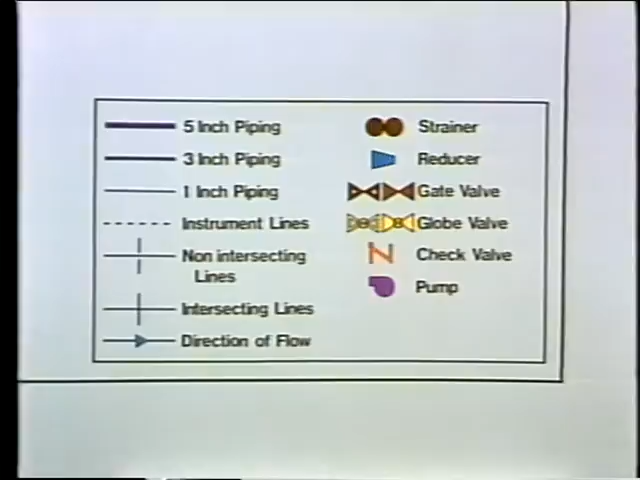 5 Inch Piping
3 Inch Piping
1 Inch Piping
Instrument Lines
Non intersecting
Lines
Intersecting Lines
Direction of Flow
Strainer
Reducer
Gate Valve
Globe Valve
Check Valve
Pump